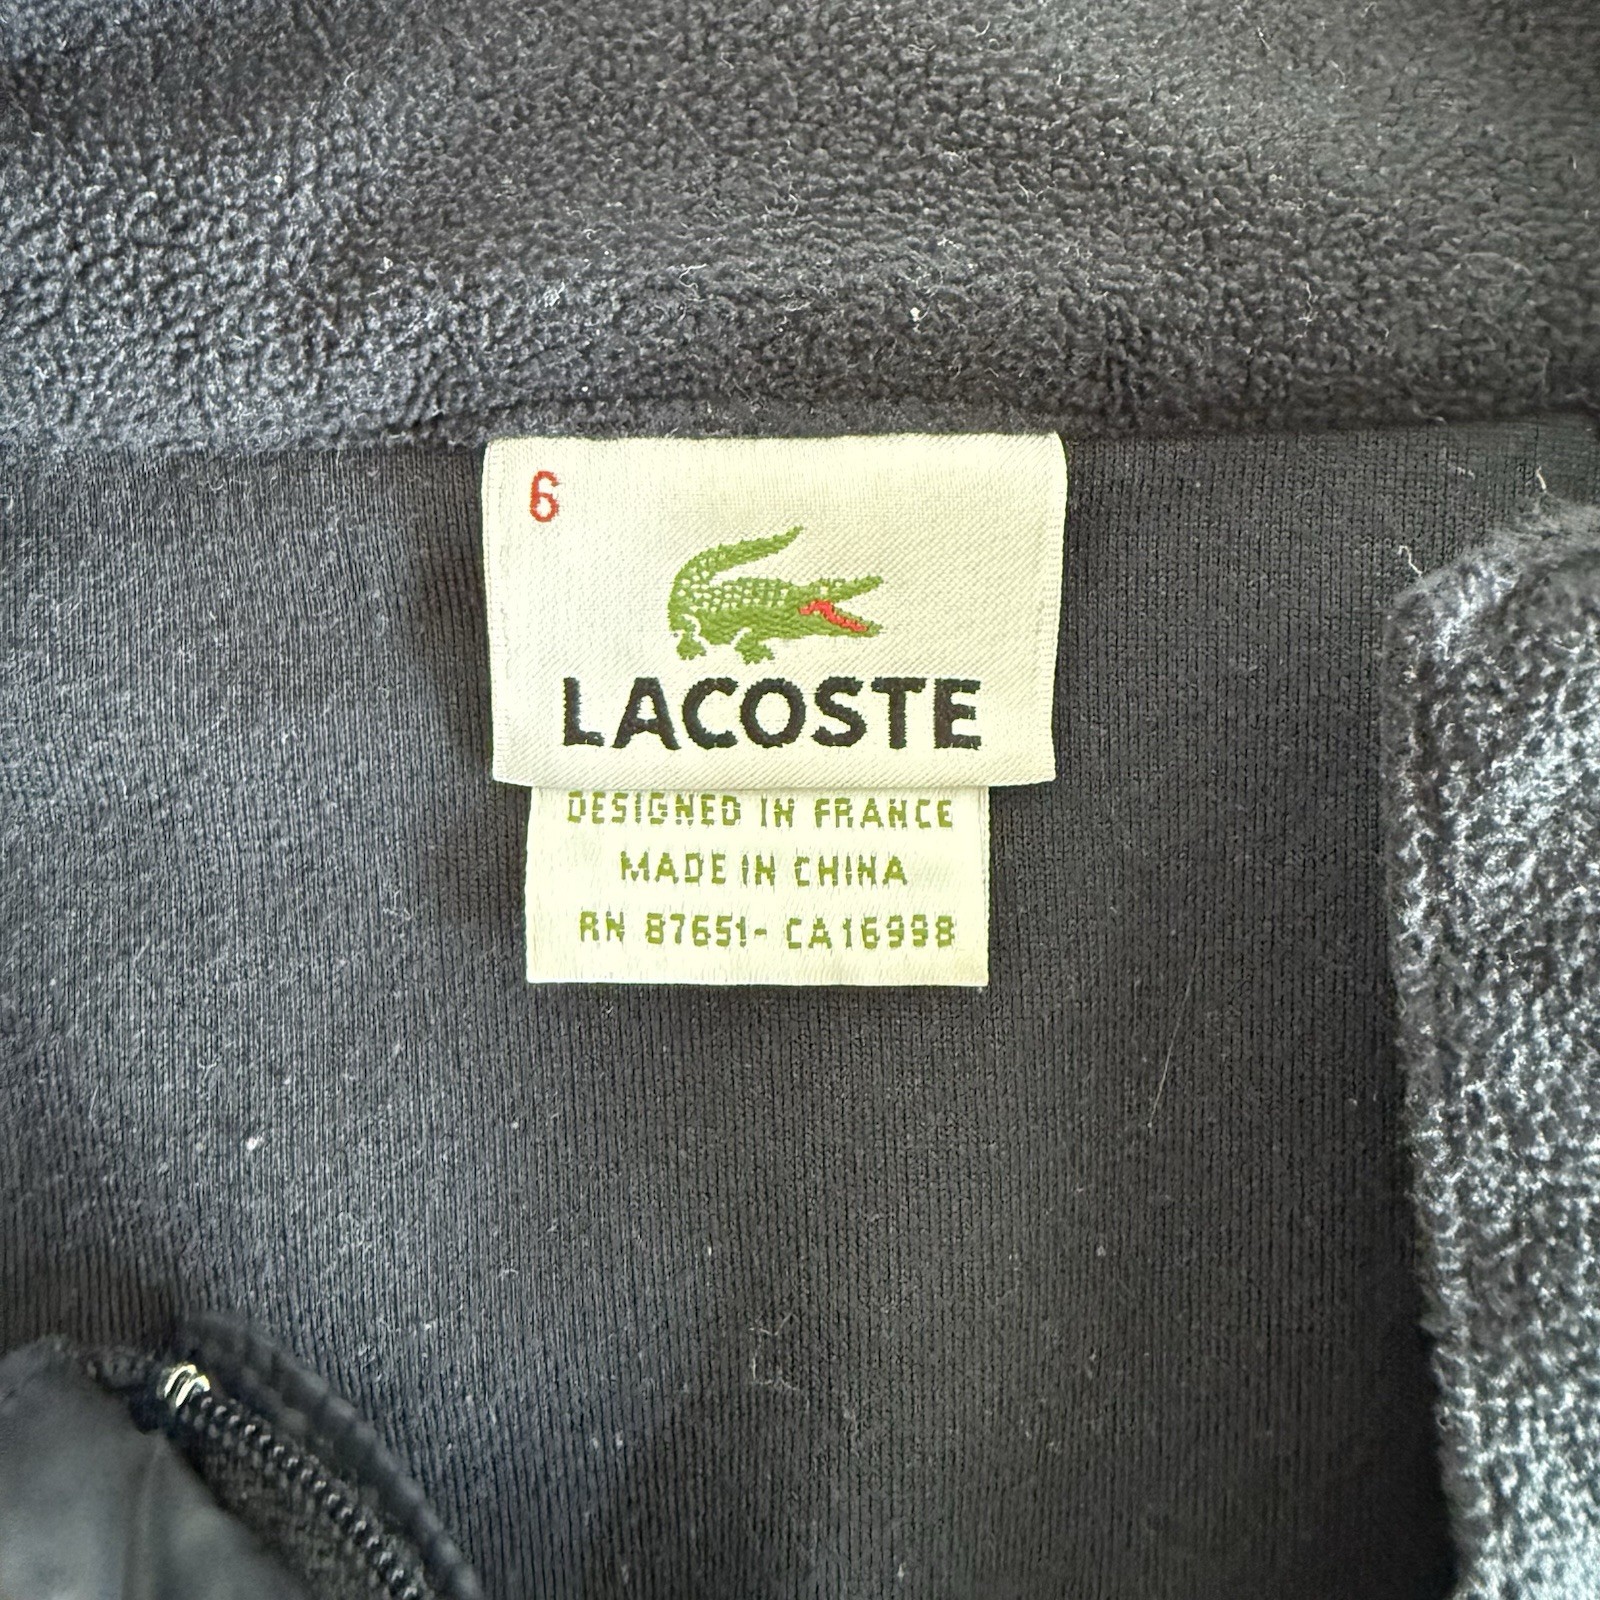 6
LACOSTE
DESIGNED IN FRANCE
MADE IN CHINA
RN 87651- CA16998